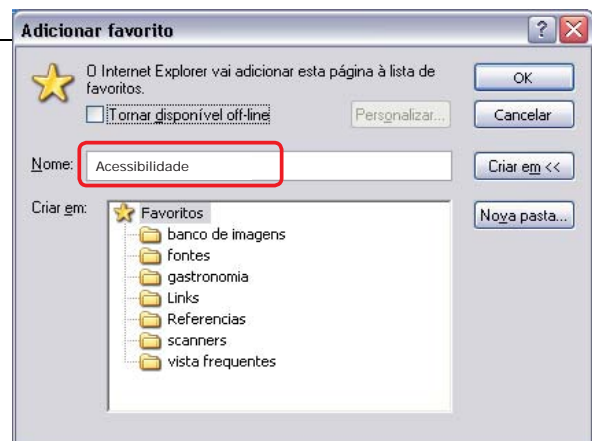 Adicionar favorito
O Internet Explorer vai adicionar esta página à lista de
favoritos.
OK
Tornar disponível off-line
Personalizar...
Cancelar
Nome:
Acessibilidade
Criar em <<
Criar em:
Favoritos
Nova pasta...
banco de imagens
fontes
gastronomia
Links
Referencias
scanners
vista frequentes